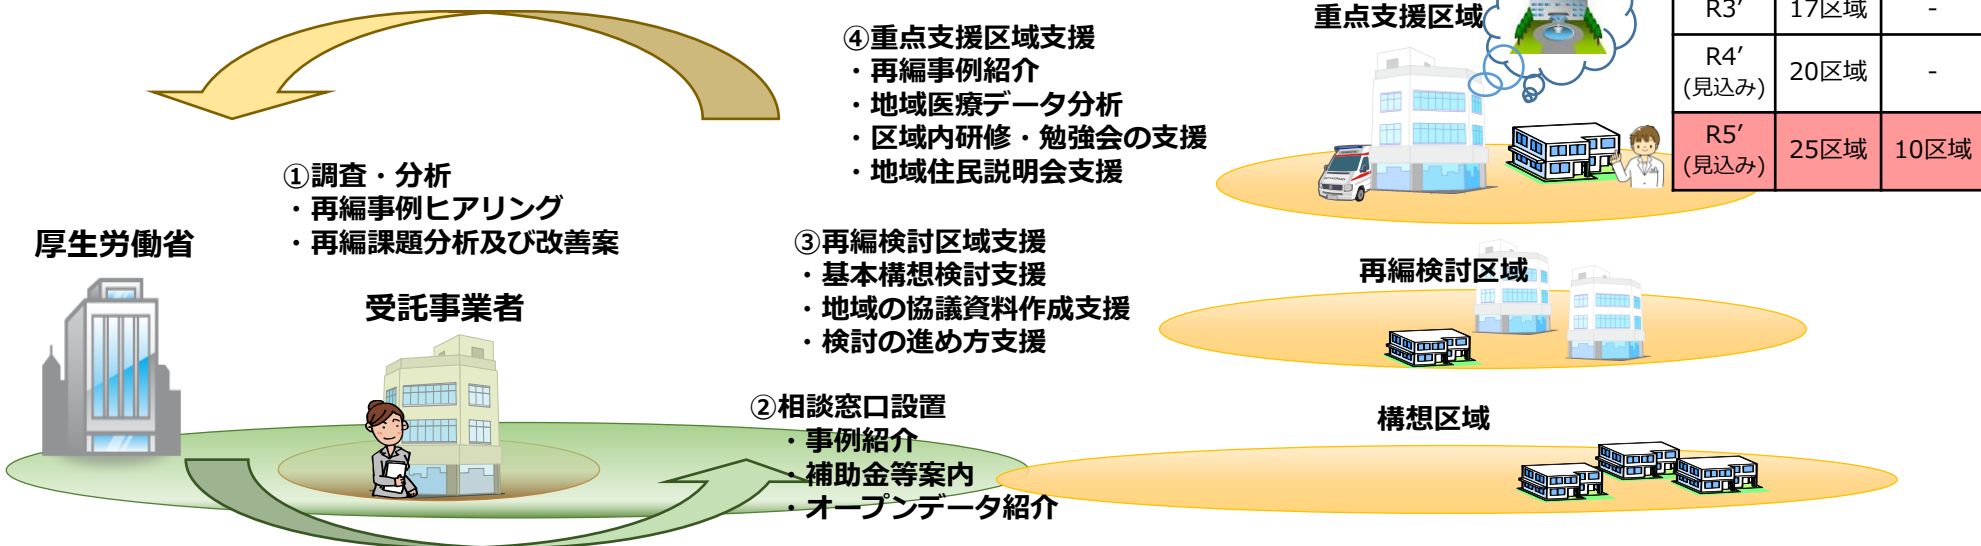 厚生労働省
受託事業者
①調査・分析
・再編事例ヒアリング
・再編課題分析及び改善案
④重点支援区域支援
・再編事例紹介
・地域医療データ分析
・区域内研修・勉強会の支援
・地域住民説明会支援
③再編検討区域支援
・基本構想検討支援
・地域の協議資料作成支援
・検討の進め方支援
②相談窓口設置
・事例紹介
・補助金等案内
・オープンデータ紹介
重点支援区域
再編検討区域
構想区域
R3’ 17区域 -
R4’
(見込み) 20区域 -
R5’
(見込み) 25区域 10区域